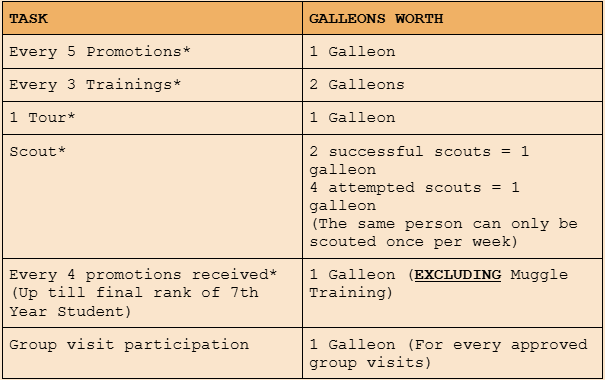 TASK
GALLEONS WORTH
Every 5 Promotions*
1 Galleon
Every 3 Trainings*
2 Galleons
1 Tour*
1 Galleon
Scout*
2 successful scouts = 1
galleon
4 attempted scouts = 1
galleon
(The same person can only be
scouted once per week)
Every 4 promotions received*
(Up till final rank of 7th
Year Student)
1 Galleon (EXCLUDING Muggle
Training)
Group visit participation
1 Galleon (For every approved
group visits)